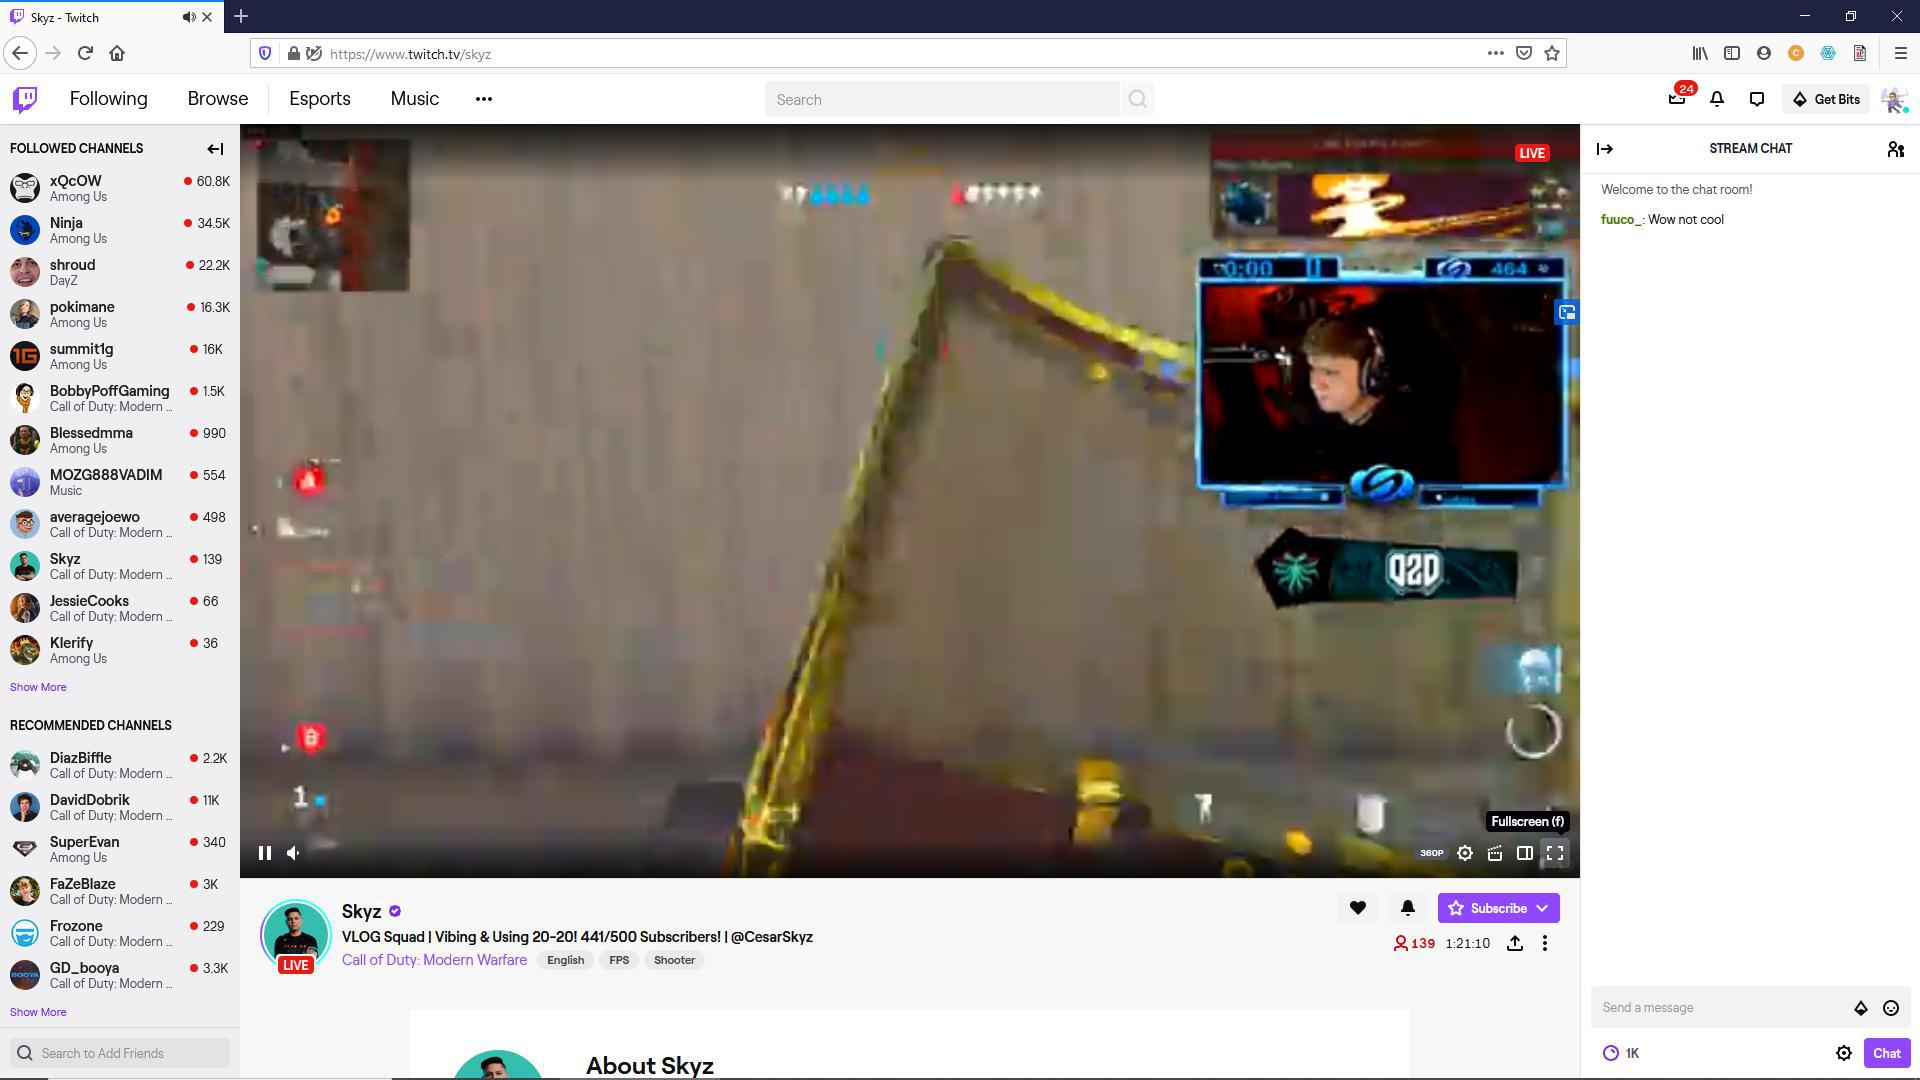 Skyz - Twitch
https://www.twitch.tv/skyz
Following
Browse
Esports
Music
Search
24
Get Bits
FOLLOWED CHANNELS
xQcOW
60.8K
Among Us
Ninja
34.5K
Among Us
shroud
22.2K
DayZ
pokimane
16.3K
Among Us
summit1g
16K
Among Us
BobbyPoffGaming
1.5K
Call of Duty: Modern ...
Blessedmma
990
Among Us
MOZG888VADIM
554
Music
averagejoewo
498
Call of Duty: Modern ...
Skyz
139
Call of Duty: Modern ...
JessieCooks
66
Call of Duty: Modern ...
Klerify
36
Among Us
Show More
RECOMMENDED CHANNELS
DiazBiffle
2.2K
Call of Duty: Modern ...
DavidDobrik
11K
Call of Duty: Modern ...
SuperEvan
340
Among Us
FaZeBlaze
3K
Call of Duty: Modern ...
Frozone
229
Call of Duty: Modern ...
GD_booya
3.3K
Call of Duty: Modern ...
Show More
Search to Add Friends
LIVE
0:00
464
1
Fullscreen (f)
360P
Skyz
VLOG Squad | Vibing & Using 20-20! 441/500 Subscribers! | @CesarSkyz
LIVE
Call of Duty: Modern Warfare
English
FPS
Shooter
Subscribe
139
1:21:10
About Skyz
STREAM CHAT
Welcome to the chat room!
fuuco_: Wow not cool
Send a message
1K
Chat